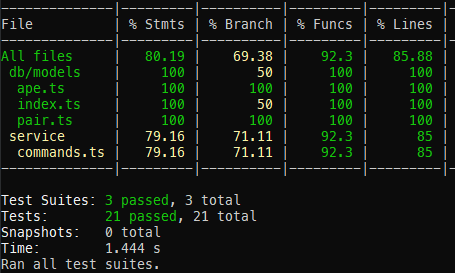 --------------|---------|----------|---------|---------|
File          | % Stmts | % Branch | % Funcs | % Lines |
--------------|---------|----------|---------|---------|
All files     |   80.19 |    69.38 |    92.3 |   85.88 |
 db/models    |     100 |       50 |     100 |     100 |
  ape.ts      |     100 |      100 |     100 |     100 |
  index.ts    |     100 |       50 |     100 |     100 |
  pair.ts     |     100 |      100 |     100 |     100 |
 service      |   79.16 |    71.11 |    92.3 |      85 |
  commands.ts |   79.16 |    71.11 |    92.3 |      85 |
--------------|---------|----------|---------|---------|
Test Suites: 3 passed, 3 total
Tests:       21 passed, 21 total
Snapshots:   0 total
Time:        1.444 s
Ran all test suites.